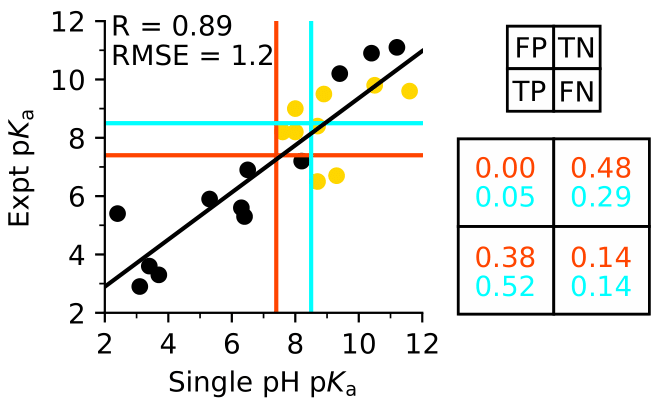 R = 0.89
RMSE = 1.2
12
10
8
6
4
2
Expt pKa
2 4 6 8 10 12
Single pH pKa
FP TN
TP FN
0.00 0.48
0.05 0.29
0.38 0.14
0.52 0.14